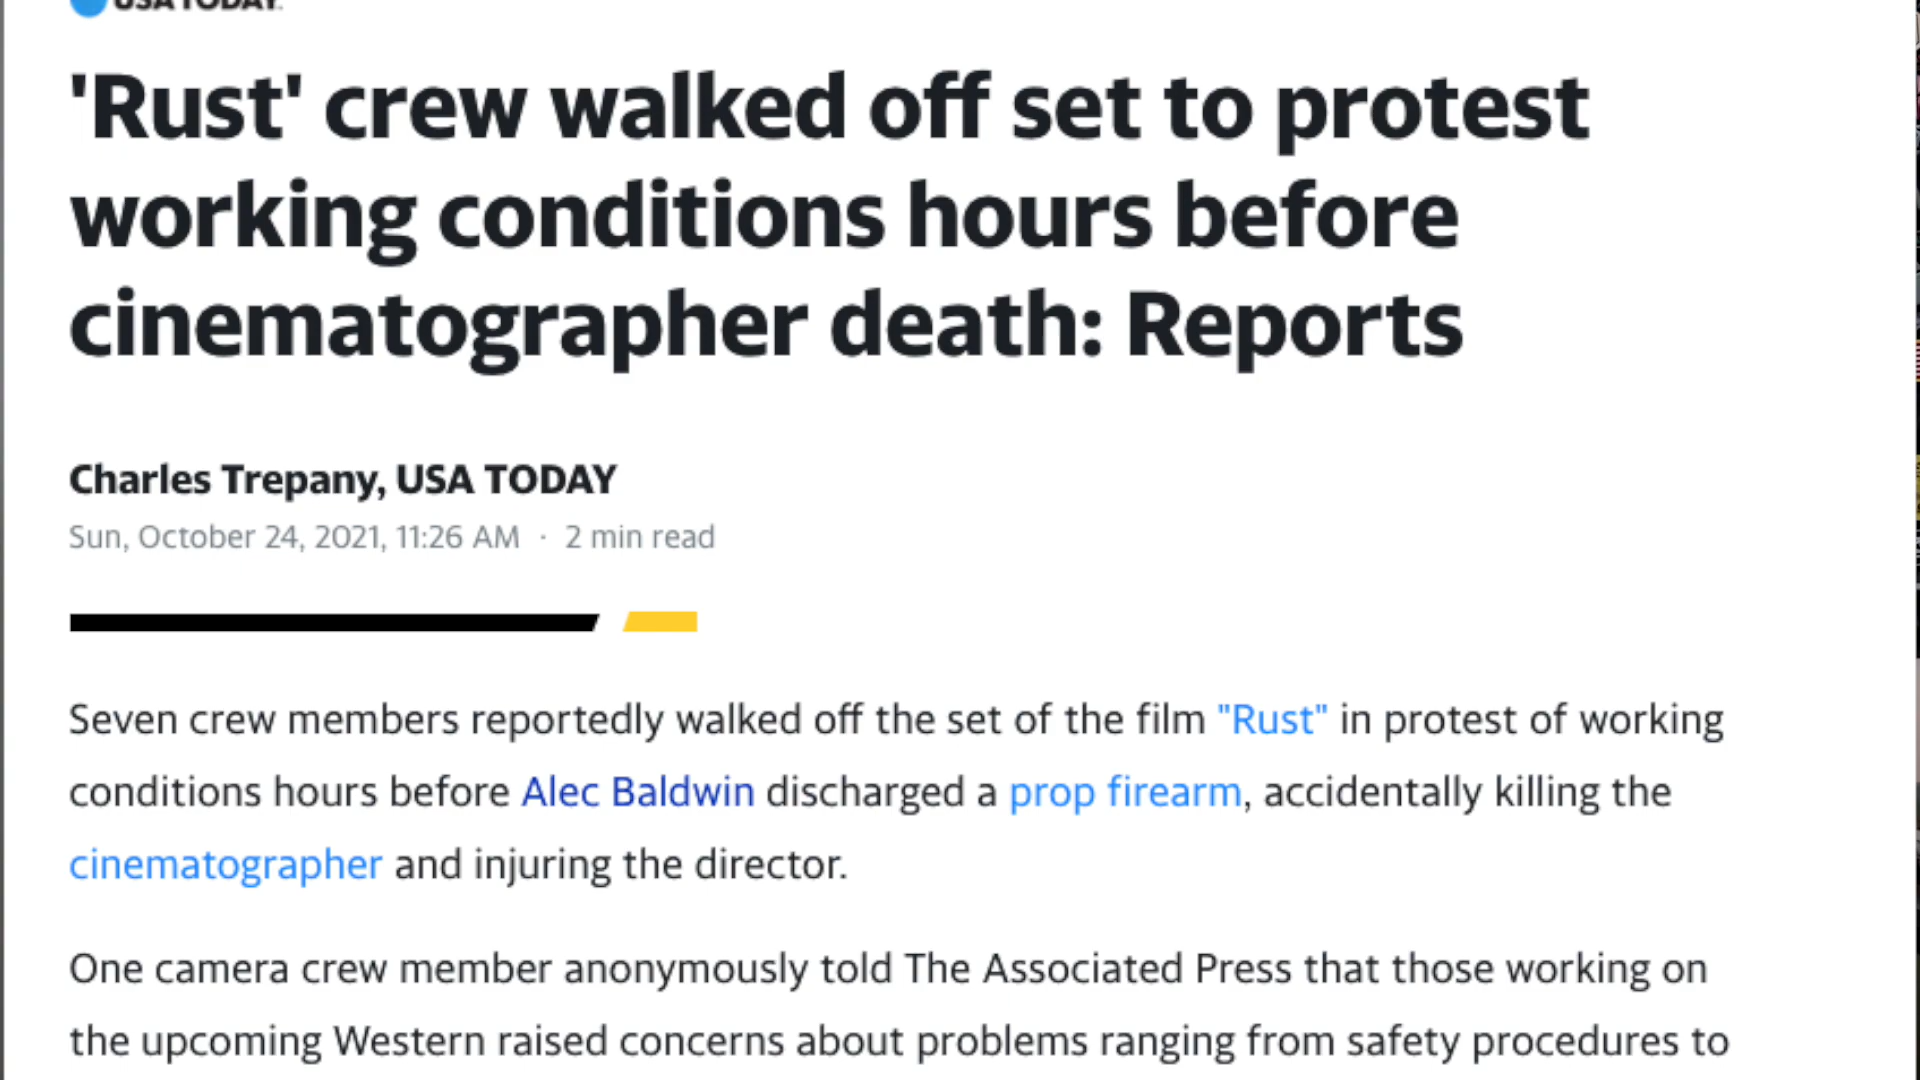 USA TODAY.
'Rust' crew walked off set to protest
working conditions hours before
cinematographer death: Reports
Charles Trepany, USA TODAY
Sun, October 24, 2021, 11:26 AM · 2 min read
Seven crew members reportedly walked off the set of the film "Rust" in protest of working
conditions hours before Alec Baldwin discharged a prop firearm, accidentally killing the
cinematographer and injuring the director.
One camera crew member anonymously told The Associated Press that those working on
the upcoming Western raised concerns about problems ranging from safety procedures to